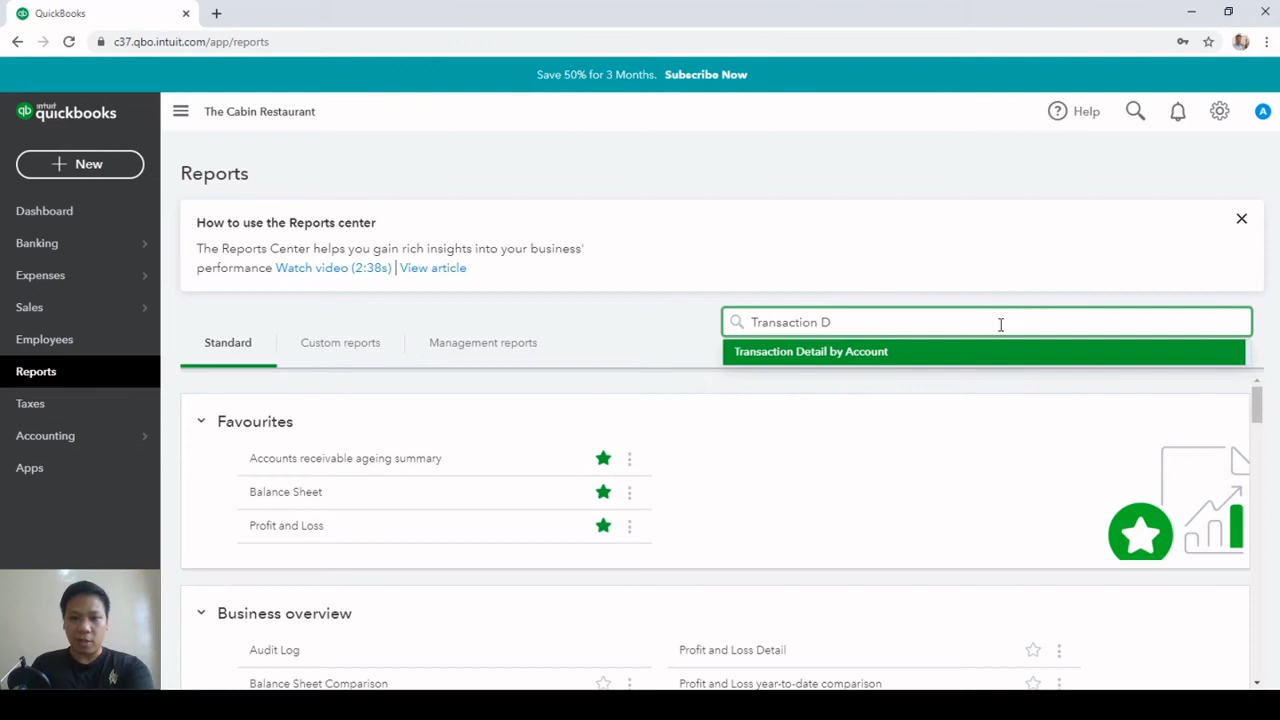 QuickBooks
c37.qbo.intuit.com/app/reports
Save 50% for 3 Months. Subscribe Now
intuit
quickbooks
The Cabin Restaurant
Help
A
New
Dashboard
Banking
Expenses
Sales
Employees
Reports
Taxes
Accounting
Apps
Reports
How to use the Reports center
The Reports Center helps you gain rich insights into your business'
performance Watch video (2:38s) | View article
Transaction D
Transaction Detail by Account
Standard
Custom reports
Management reports
Favourites
Accounts receivable ageing summary
Balance Sheet
Profit and Loss
Business overview
Audit Log
Profit and Loss Detail
Balance Sheet Comparison
Profit and Loss year-to-date comparison